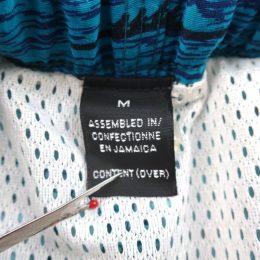 M
ASSEMBLED IN/
CONFECTIONNE
EN JAMAICA
CONTENT (OVER)